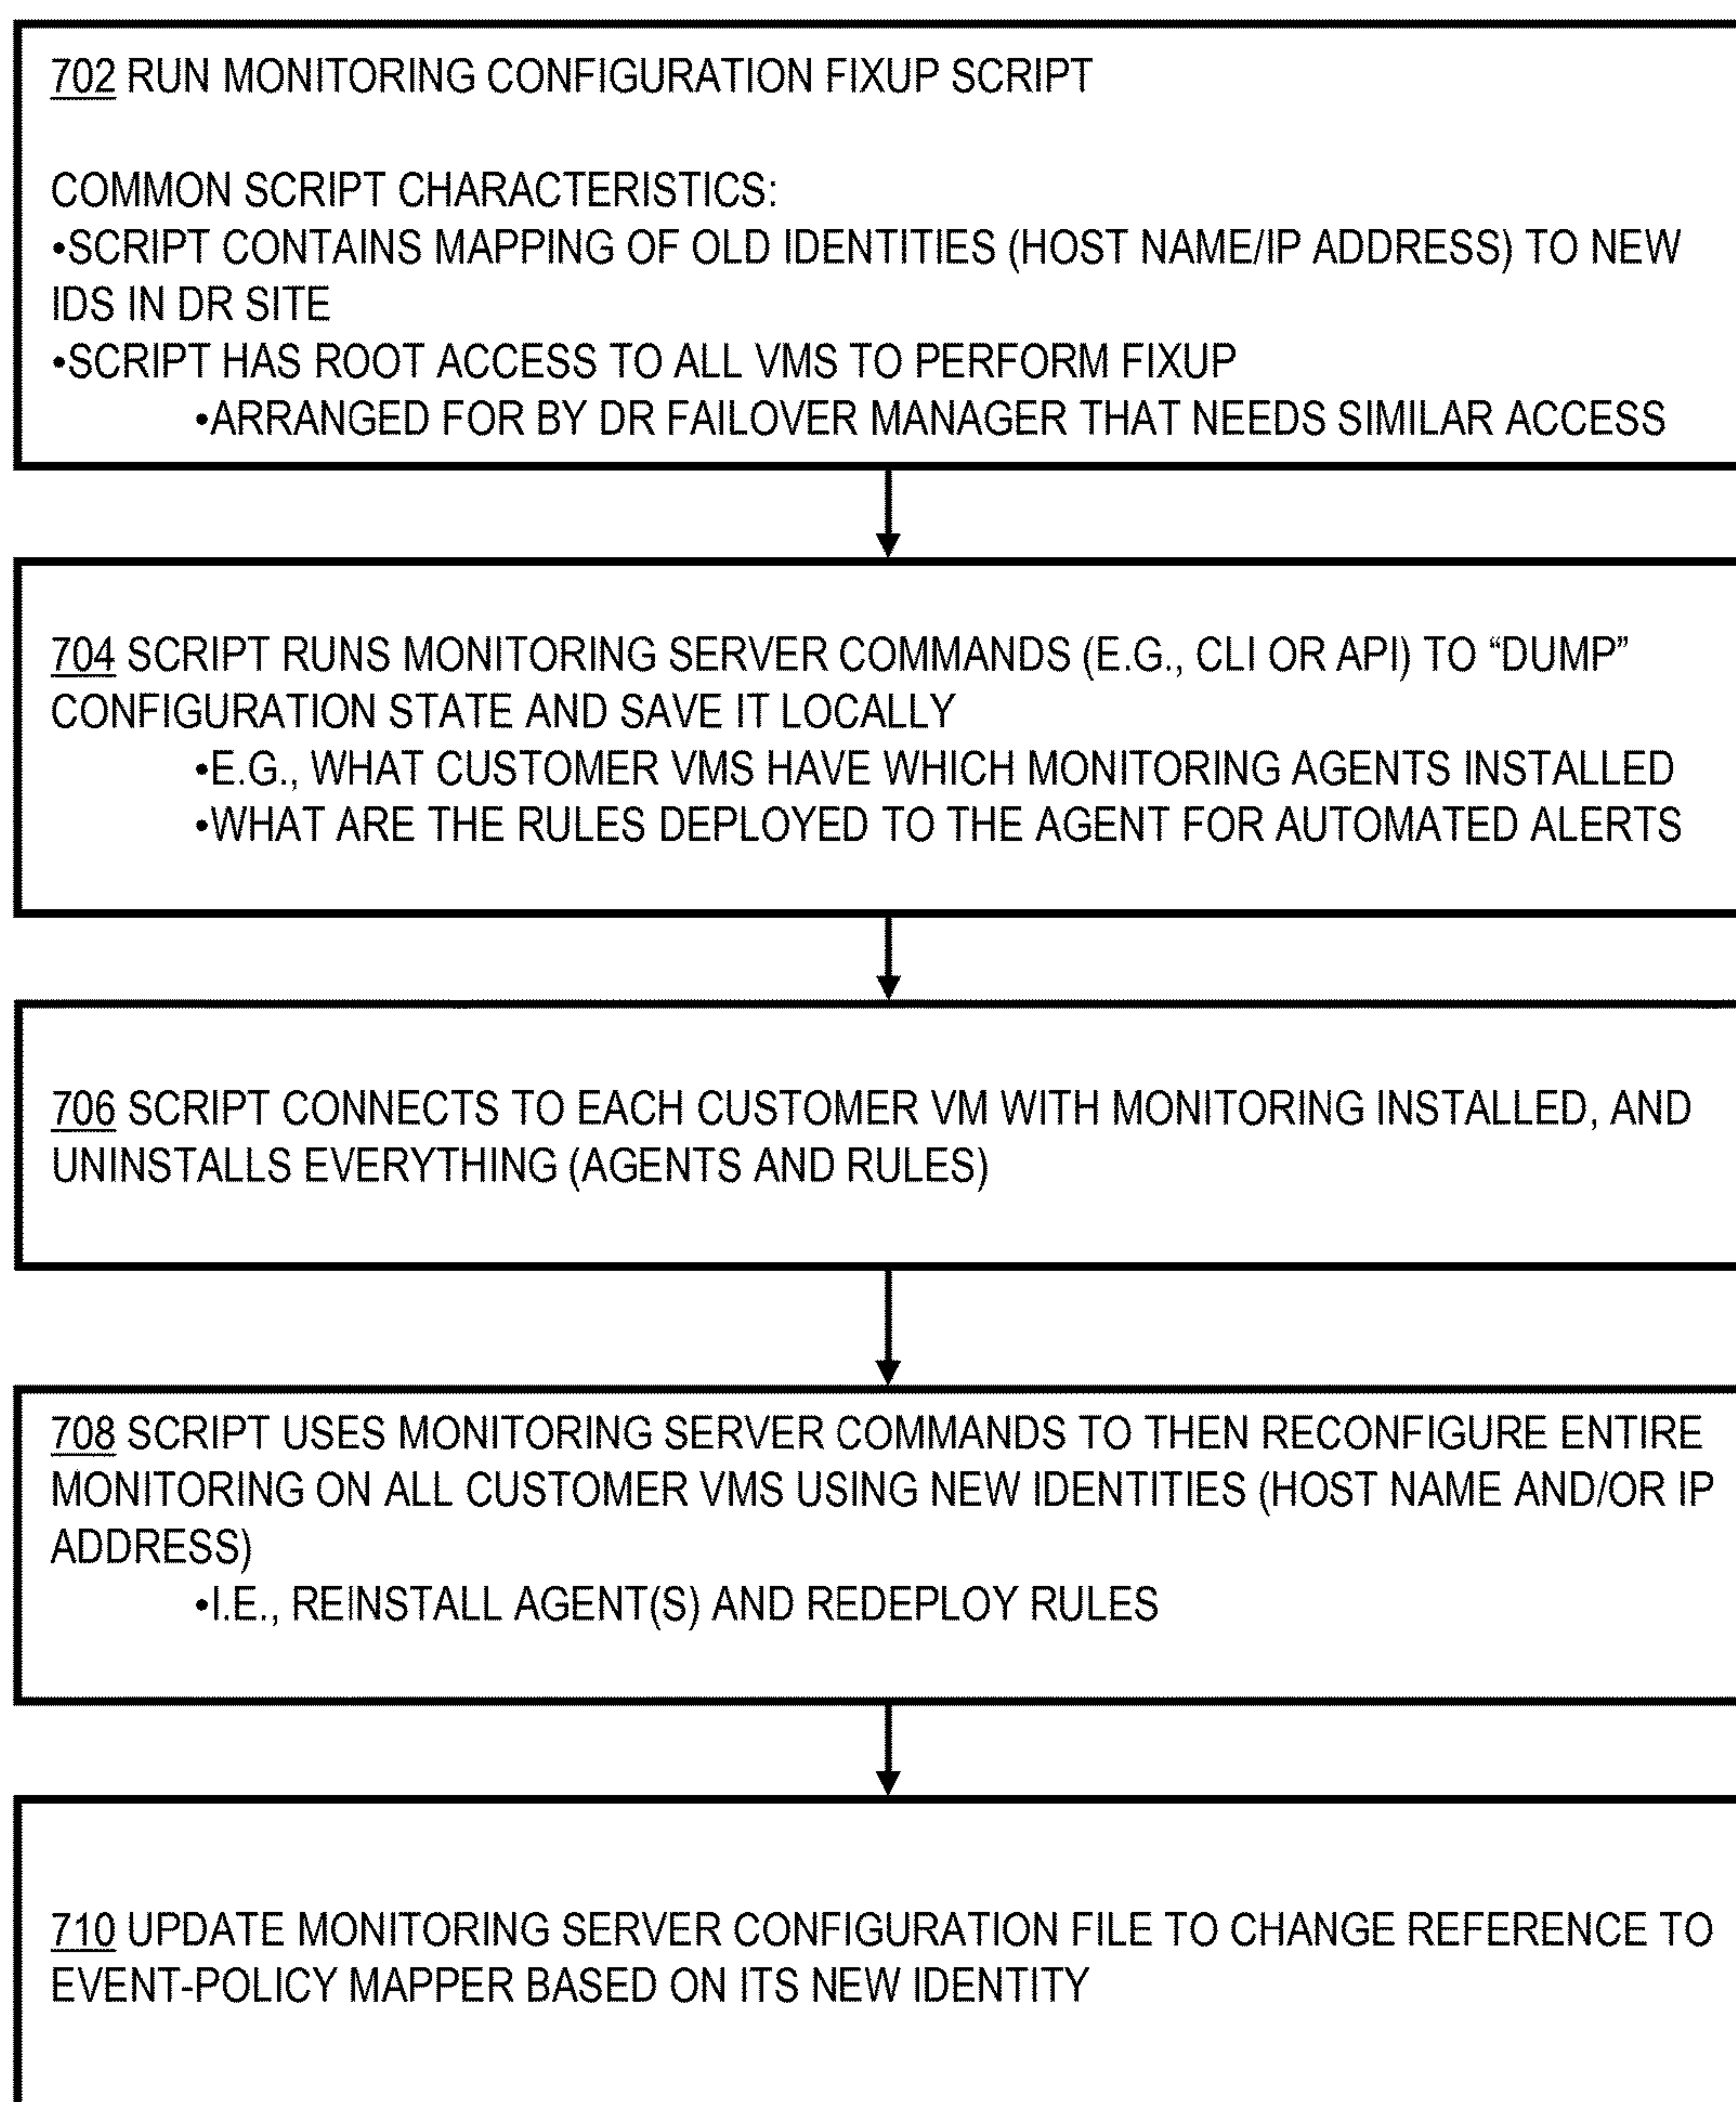 702 RUN MONITORING CONFIGURATION FIXUP SCRIPT
COMMON SCRIPT CHARACTERISTICS:
•SCRIPT CONTAINS MAPPING OF OLD IDENTITIES (HOST NAME/IP ADDRESS) TO NEW
IDS IN DR SITE
•SCRIPT HAS ROOT ACCESS TO ALL VMS TO PERFORM FIXUP
•ARRANGED FOR BY DR FAILOVER MANAGER THAT NEEDS SIMILAR ACCESS
704 SCRIPT RUNS MONITORING SERVER COMMANDS (E.G., CLI OR API) TO “DUMP”
CONFIGURATION STATE AND SAVE IT LOCALLY
•E.G., WHAT CUSTOMER VMS HAVE WHICH MONITORING AGENTS INSTALLED
•WHAT ARE THE RULES DEPLOYED TO THE AGENT FOR AUTOMATED ALERTS
706 SCRIPT CONNECTS TO EACH CUSTOMER VM WITH MONITORING INSTALLED, AND
UNINSTALLS EVERYTHING (AGENTS AND RULES)
708 SCRIPT USES MONITORING SERVER COMMANDS TO THEN RECONFIGURE ENTIRE
MONITORING ON ALL CUSTOMER VMS USING NEW IDENTITIES (HOST NAME AND/OR IP
ADDRESS)
•I.E., REINSTALL AGENT(S) AND REDEPLOY RULES
710 UPDATE MONITORING SERVER CONFIGURATION FILE TO CHANGE REFERENCE TO
EVENT-POLICY MAPPER BASED ON ITS NEW IDENTITY